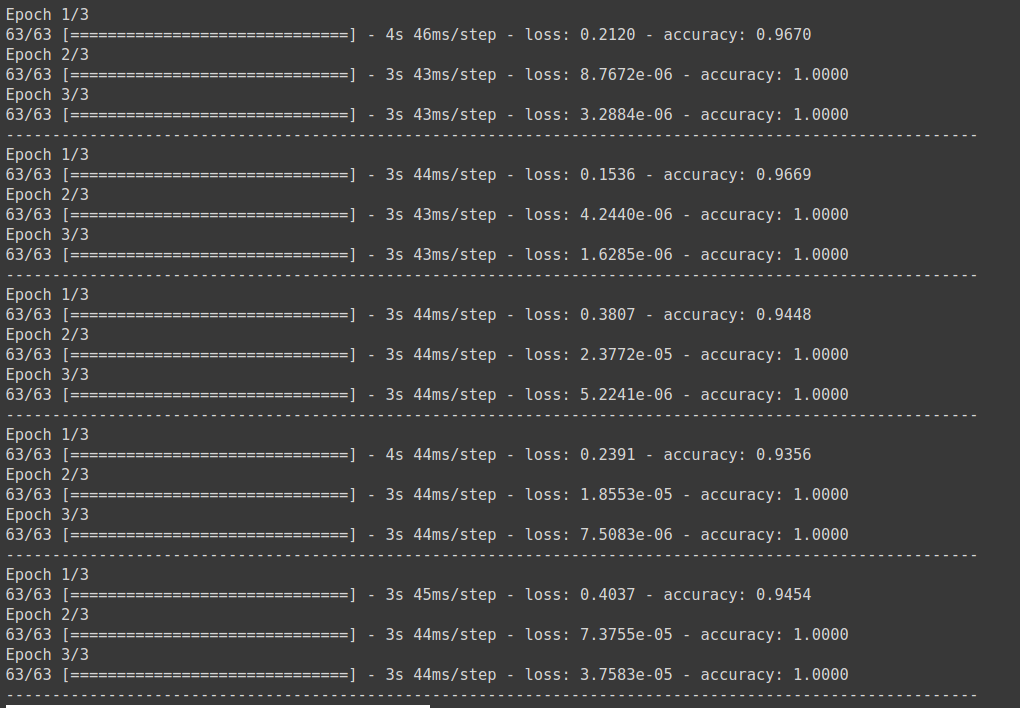 Epoch 1/3
63/63 [==============================] - 4s 46ms/step - loss: 0.2120 - accuracy: 0.9670
Epoch 2/3
63/63 [==============================] - 3s 43ms/step - loss: 8.7672e-06 - accuracy: 1.0000
Epoch 3/3
63/63 [==============================] - 3s 43ms/step - loss: 3.2884e-06 - accuracy: 1.0000
---------------------------------------------------------------------------------------------------------
Epoch 1/3
63/63 [==============================] - 3s 44ms/step - loss: 0.1536 - accuracy: 0.9669
Epoch 2/3
63/63 [==============================] - 3s 43ms/step - loss: 4.2440e-06 - accuracy: 1.0000
Epoch 3/3
63/63 [==============================] - 3s 43ms/step - loss: 1.6285e-06 - accuracy: 1.0000
---------------------------------------------------------------------------------------------------------
Epoch 1/3
63/63 [==============================] - 3s 44ms/step - loss: 0.3807 - accuracy: 0.9448
Epoch 2/3
63/63 [==============================] - 3s 44ms/step - loss: 2.3772e-05 - accuracy: 1.0000
Epoch 3/3
63/63 [==============================] - 3s 44ms/step - loss: 5.2241e-06 - accuracy: 1.0000
---------------------------------------------------------------------------------------------------------
Epoch 1/3
63/63 [==============================] - 4s 44ms/step - loss: 0.2391 - accuracy: 0.9356
Epoch 2/3
63/63 [==============================] - 3s 44ms/step - loss: 1.8553e-05 - accuracy: 1.0000
Epoch 3/3
63/63 [==============================] - 3s 44ms/step - loss: 7.5083e-06 - accuracy: 1.0000
---------------------------------------------------------------------------------------------------------
Epoch 1/3
63/63 [==============================] - 3s 45ms/step - loss: 0.4037 - accuracy: 0.9454
Epoch 2/3
63/63 [==============================] - 3s 44ms/step - loss: 7.3755e-05 - accuracy: 1.0000
Epoch 3/3
63/63 [==============================] - 3s 44ms/step - loss: 3.7583e-05 - accuracy: 1.0000
---------------------------------------------------------------------------------------------------------